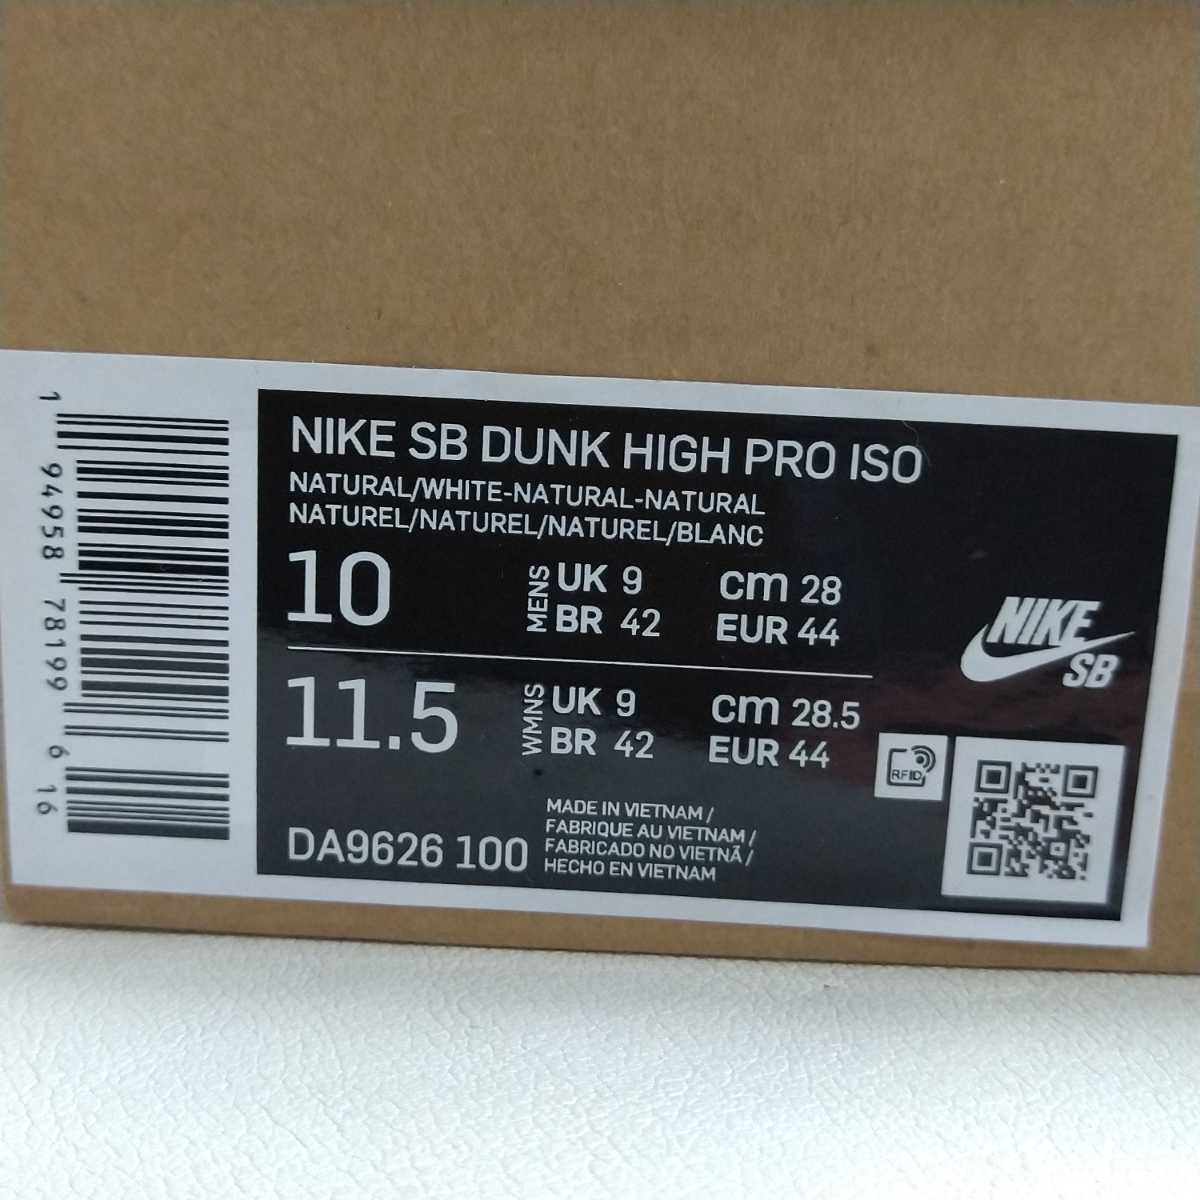 1 94958 78199 6 16
NIKE SB DUNK HIGH PRO ISO
NATURAL/WHITE-NATURAL-NATURAL
NATUREL/NATUREL/NATUREL/BLANC
10 MENS UK 9 cm 28
BR 42 EUR 44
11.5 WMNS UK 9 cm 28.5
BR 42 EUR 44
NIKE
SB
RFID
DA9626 100
MADE IN VIETNAM /
FABRIQUE AU VIETNAM /
FABRICADO NO VIETNÃ /
HECHO EN VIETNAM